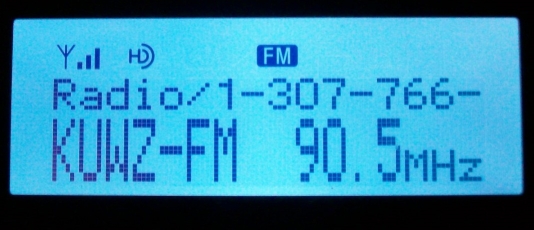 HD FM
Radio/1-307-766-
KUWZ-FM 90.5MHz